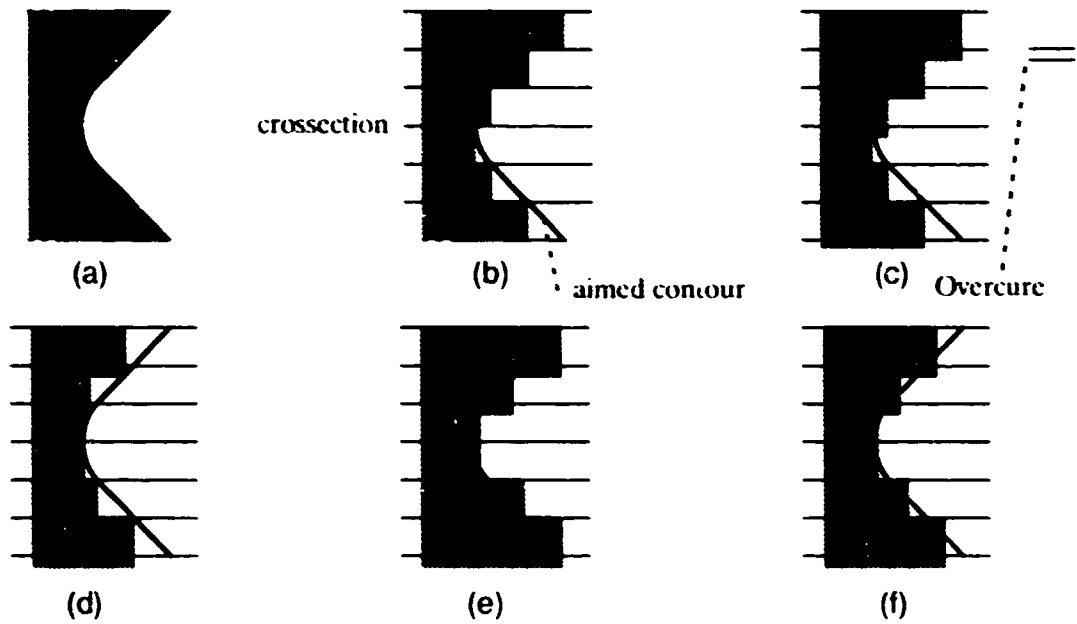 crossection
(a)
(b)
(c)
aimed contour
Overcure
(d)
(e)
(f)